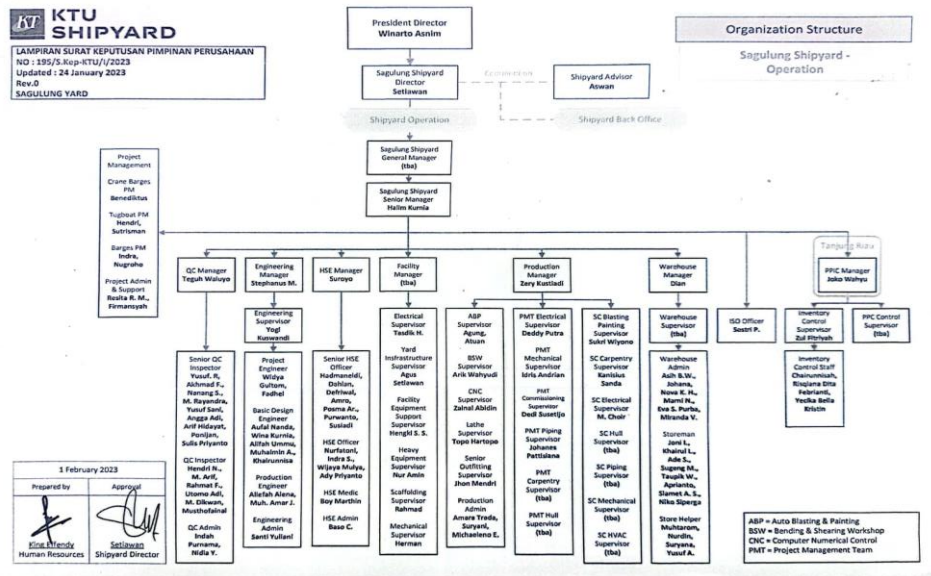 KT KTU
SHIPYARD
LAMPIRAN SURAT KEPUTUSAN PIMPINAN PERUSAHAAN
NO : 195/S.Kep-KTU/I/2023
Updated : 24 January 2023
Rev.0
SAGULUNG YARD
President Director
Winarto Asnim
Organization Structure
Sagulung Shipyard -
Operation
Sagulung Shipyard
Director
Setiawan
Shipyard Advisor
Aswan
Shipyard Operation
Shipyard Back Office
Sagulung Shipyard
General Manager
(tba)
Sagulung Shipyard
Senior Manager
Halim Kurnia
Project
Management
Crane Barges
PM
Benediktus
Tugboat PM
Hendri,
Sutrisman
Barges PM
Indra,
Nugroho
Project Admin
& Support
Rosita R. M.,
Firmansyah
QC Manager
Teguh Waluyo
Engineering
Manager
Stephanus M.
HSE Manager
Suroyo
Facility
Manager
(tba)
Production
Manager
Zery Kustiadi
Warehouse
Manager
Dian
Tanjung Riau
PPIC Manager
Joko Wahyu
Engineering
Supervisor
Yogi
Kuswandi
ISO Officer
Sostri P.
Inventory
Control
Supervisor
Zul Fitriyah
PPC Control
Supervisor
(tba)
Senior QC
Inspector
Yusuf. R,
Akhmad F.,
Nanang S.,
M. Rayandra,
Yusuf Sani,
Angga Adi,
Arif Hidayat,
Ponijan,
Sulis Priyanto
QC Inspector
Hendri N.,
M. Arif,
Rahmat F.,
Utomo Adi,
M. Dikwan,
Musthofainal
QC Admin
Indah
Purnama,
Nidia Y.
Project
Engineer
Widya
Gultom,
Fadhel
Basic Design
Engineer
Aufal Nanda,
Wina Kurnia,
Alifah Ummu,
Muhaimin A.,
Khairunnisa
Production
Engineer
Aliefah Alena,
Muh. Amar J.
Engineering
Admin
Santi Yuliani
Senior HSE
Officer
Hadmaneldi,
Dahlan,
Defriwal,
Amro,
Posma Ar.,
Purwanto,
Susiadi
HSE Officer
Nurfatoni,
Indra S.,
Wijaya Mulya,
Ady Priyanto
HSE Medic
Boy Marthin
HSE Admin
Baso C.
Electrical
Supervisor
Tasdik H.
Yard
Insfrastructure
Supervisor
Agus
Setiawan
Facility
Equipment
Support
Supervisor
Hengki S. S.
Heavy
Equipment
Supervisor
Nur Amin
Scaffolding
Supervisor
Rahmad
Mechanical
Supervisor
Herman
ABP
Supervisor
Agung,
Atuan
BSW
Supervisor
Arik Wahyudi
CNC
Supervisor
Zainal Abidin
Lathe
Supervisor
Topo Hartopo
Senior
Outfitting
Supervisor
Jhon Mendri
Production
Admin
Amara Treda,
Suryani,
Michaeleno E.
PMT Electrical
Supervisor
Deddy Putra
PMT
Mechanical
Supervisor
Idris Andrian
PMT
Commissioning
Supervisor
Dedi Susetijo
PMT Piping
Supervisor
Johanes
Pattisiana
PMT
Carpentry
Supervisor
(tba)
PMT Hull
Supervisor
(tba)
SC Blasting
Painting
Supervisor
Sukri Wiyono
SC Carpentry
Supervisor
Kanisius
Sanda
SC Electrical
Supervisor
M. Choir
SC Hull
Supervisor
(tba)
SC Piping
Supervisor
(tba)
SC Mechanical
Supervisor
(tba)
SC HVAC
Supervisor
(tba)
Warehouse
Supervisor
(tba)
Warehouse
Admin
Asih B.W.,
Johana,
Nova K. H.,
Marni N.,
Eva S. Purba,
Miranda V.
Storeman
Joni L.,
Khairul L.,
Ade S.,
Sugeng M.,
Taupik W.,
Aprianto,
Slamet A. S.,
Niko Siperga
Store Helper
Muhtarom,
Nurdin,
Suryana,
Yusuf A.
Inventory
Control Staff
Chairunnisah,
Risqiana Dita
Febrianti,
Yecika Bella
Kristin
1 February 2023
Prepared by
Approval
King Effendy
Human Resources
Setiawan
Shipyard Director
ABP = Auto Blasting & Painting
BSW = Bending & Shearing Workshop
CNC = Computer Numerical Control
PMT = Project Management Team